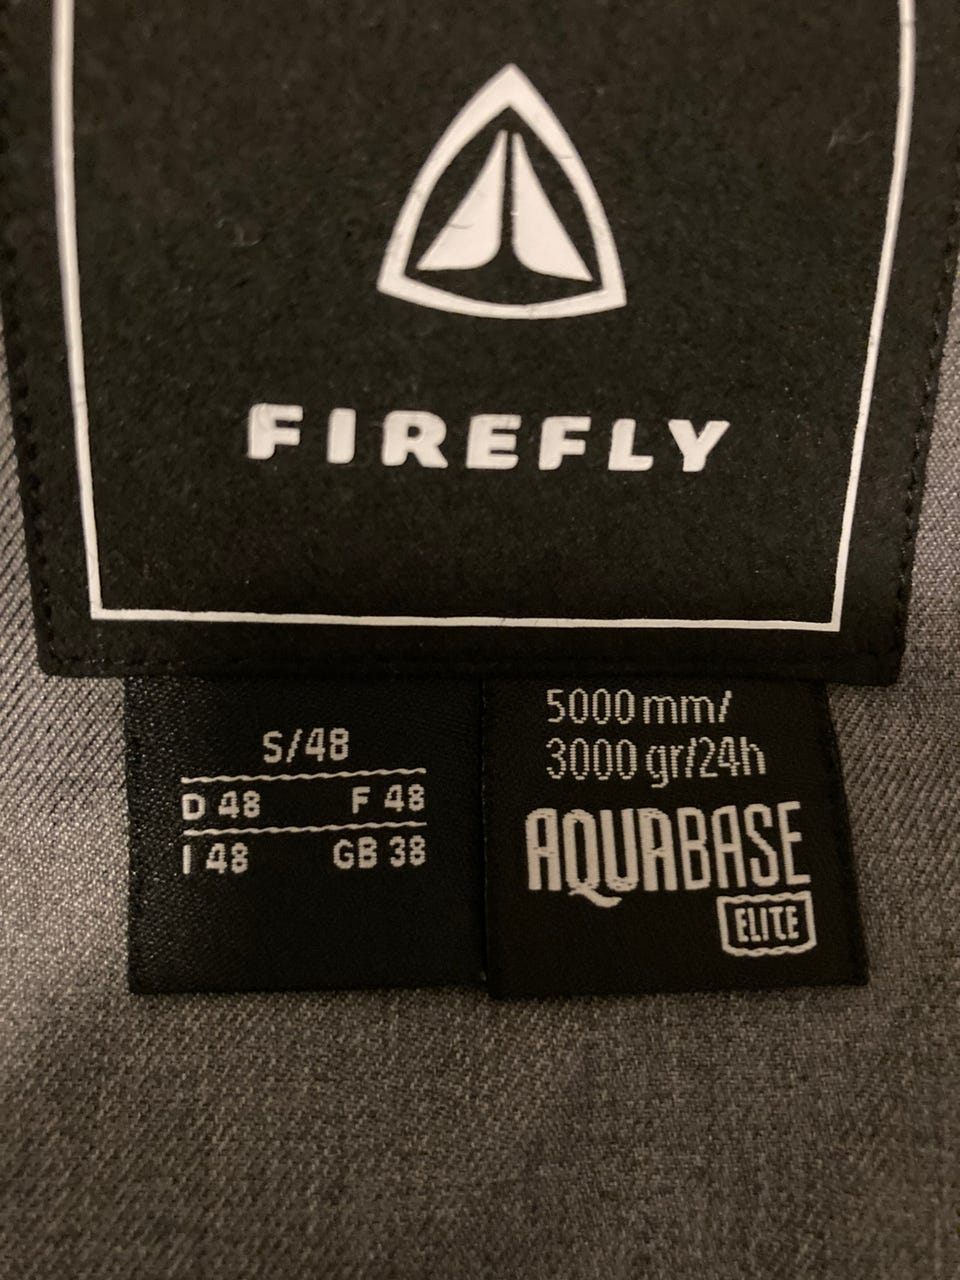 FIREFLY
S/48
D 48 F 48
I 48 GB 38
5000 mm/
3000 gr/24h
AQUABASE
ELITE